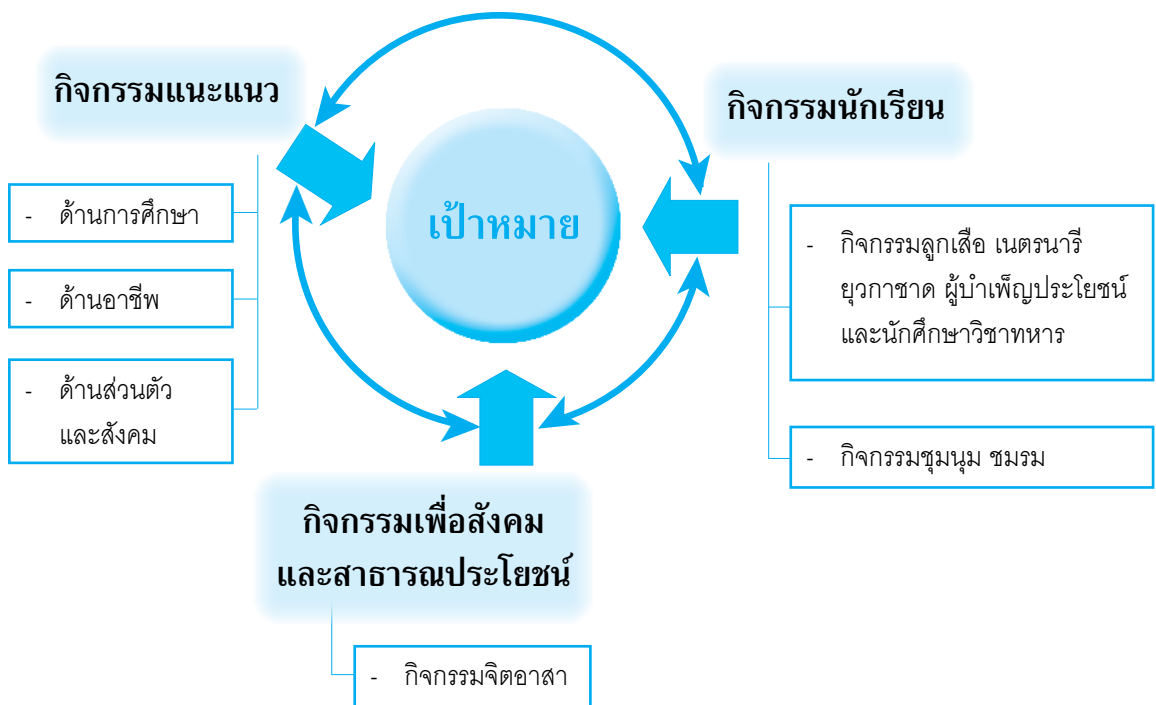 กิจกรรมแนะแนว
- ด้านการศึกษา
- ด้านอาชีพ
- ด้านส่วนตัว
และสังคม
เป้าหมาย
กิจกรรมนักเรียน
- กิจกรรมลูกเสือ เนตรนารี
ยุวกาชาด ผู้บำเพ็ญประโยชน์
และนักศึกษาวิชาทหาร
- กิจกรรมชุมนุม ชมรม
กิจกรรมเพื่อสังคม
และสาธารณประโยชน์
- กิจกรรมจิตอาสา